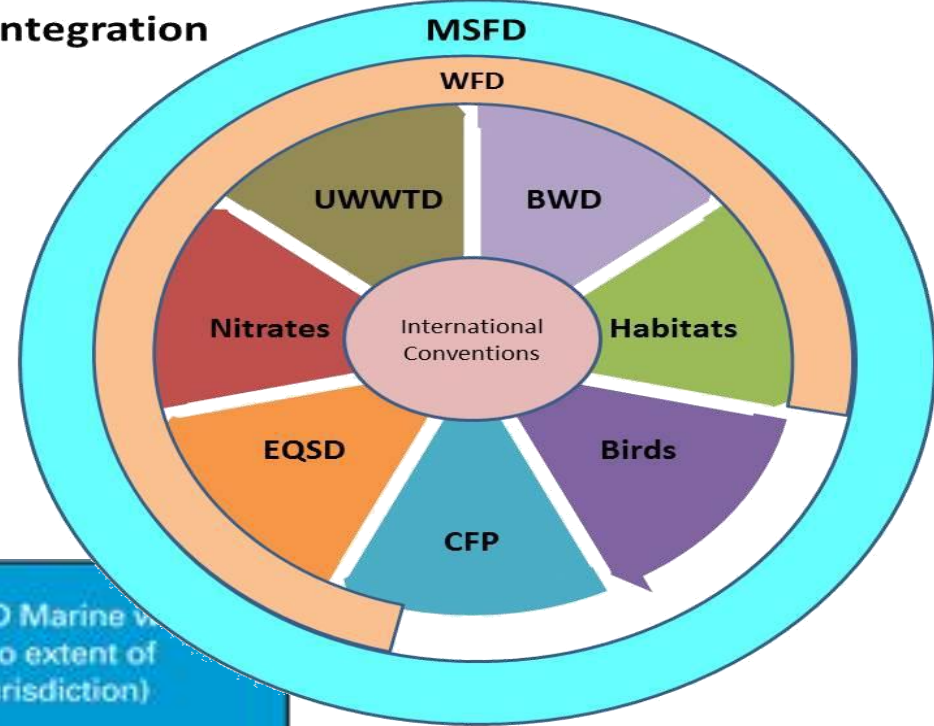 ntegration
MSFD
WFD
UWWTD
BWD
Nitrates
International
Conventions
Habitats
EQSD
Birds
CFP
Marine
o extent of
risdiction)